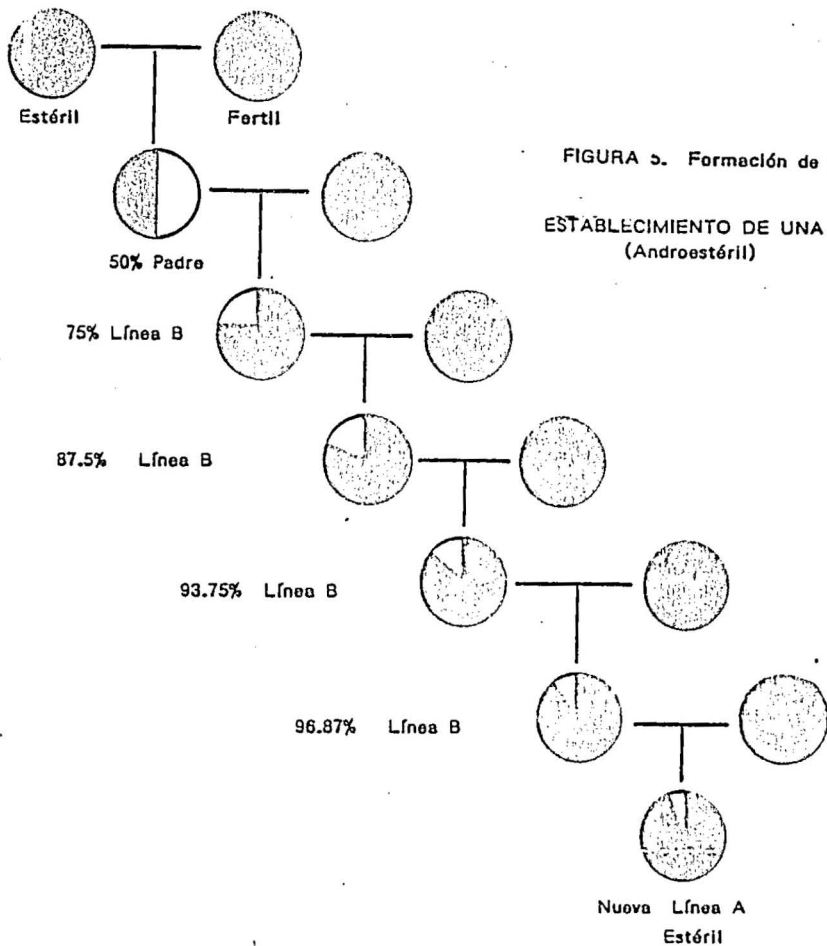 Estéril Fertil
FIGURA 5. Formación de
ESTABLECIMIENTO DE UNA
(Androestéril)
50% Padre
75% Línea B
87.5% Línea B
93.75% Línea B
96.87% Línea B
Nueva Línea A
Estéril